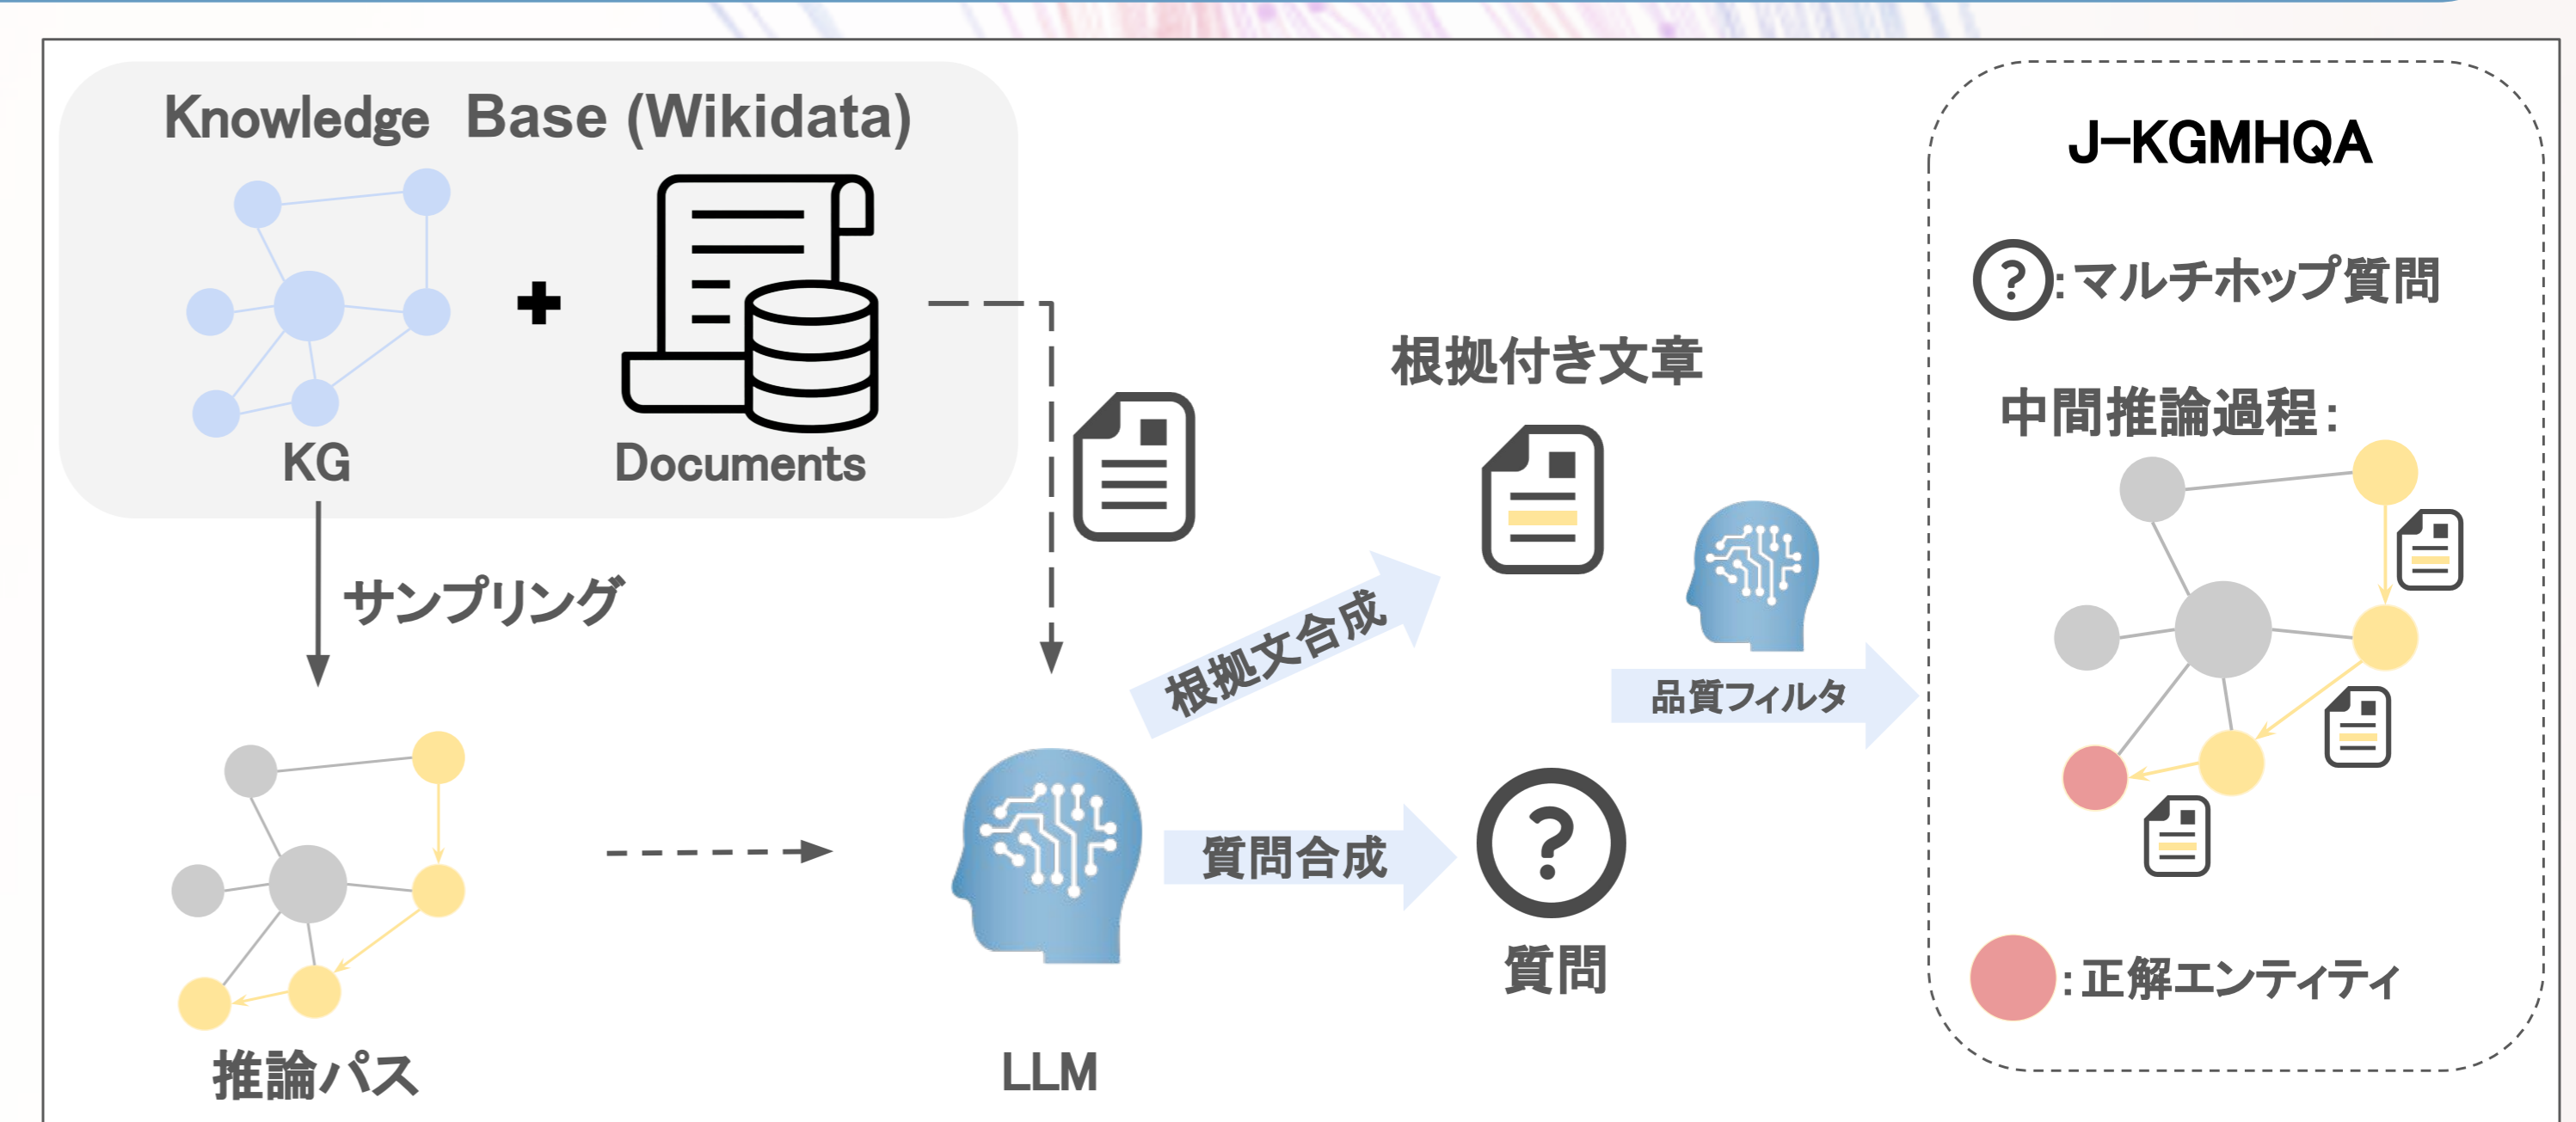 Knowledge Base (Wikidata)
KG
Documents
サンプリング
推論パス
LLM
根拠文合成
質問合成
根拠付き文章
?
質問
品質フィルタ
J-KGMHQA
?:マルチホップ質問
中間推論過程:
:正解エンティティ